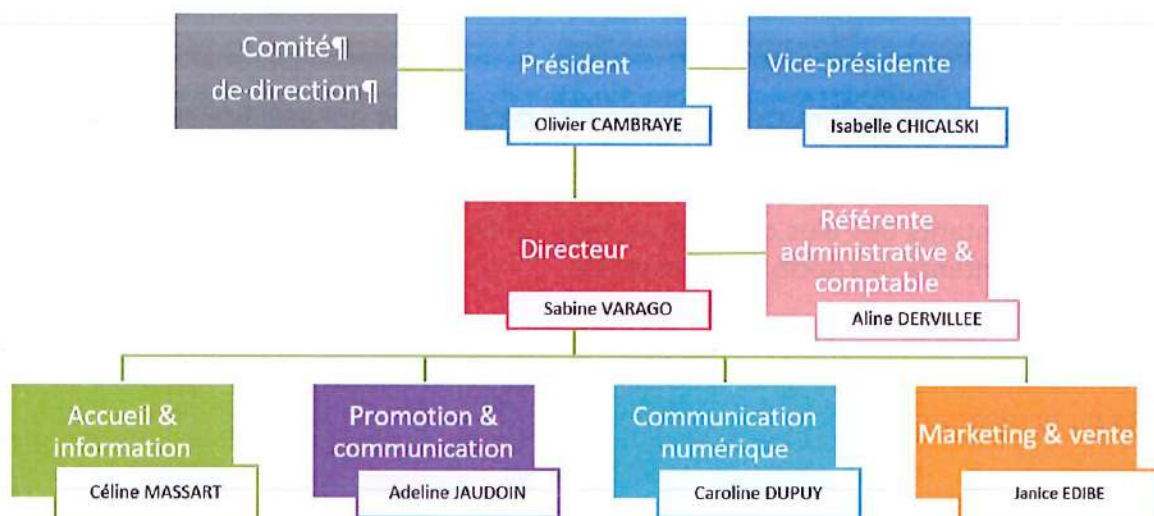 Comité¶
de·direction¶
Président
Olivier CAMBRAYE
Vice-présidente
Isabelle CHICALSKI
Directeur
Sabine VARAGO
Référente
administrative &
comptable
Aline DERVILLEE
Accueil &
information
Céline MASSART
Promotion &
communication
Adeline JAUDOIN
Communication
numérique
Caroline DUPUY
Marketing & vente
Janice EDIBE